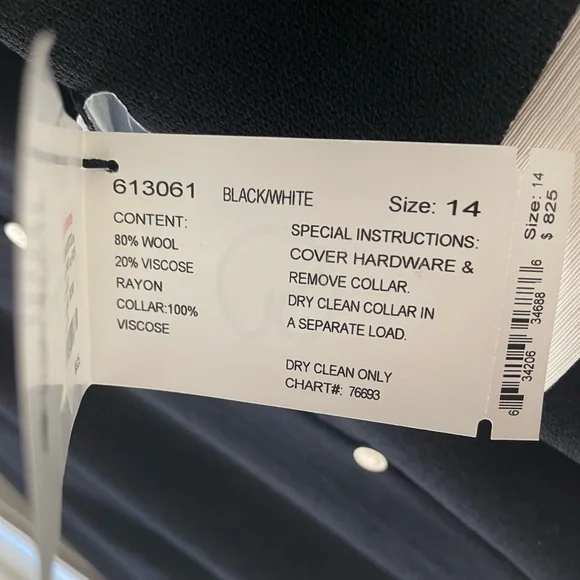 613061 BLACK/WHITE Size: 14
CONTENT:
80% WOOL
20% VISCOSE
RAYON
COLLAR:100%
VISCOSE
SPECIAL INSTRUCTIONS:
COVER HARDWARE &
REMOVE COLLAR.
DRY CLEAN COLLAR IN
A SEPARATE LOAD.
DRY CLEAN ONLY
CHART#: 76693
Size: 14
$ 825
6 34206 34688 6